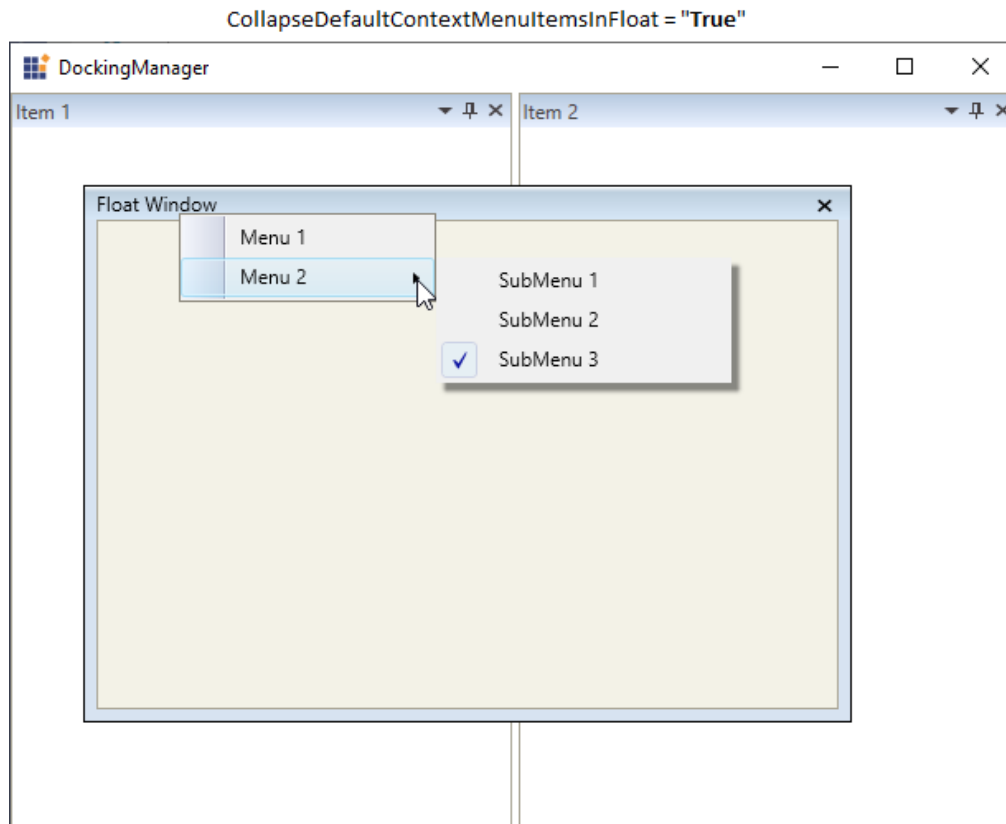 CollapseDefaultContextMenuItemsInFloat = "True"
DockingManager
Item 1
Item 2
Float Window
Menu 1
Menu 2
SubMenu 1
SubMenu 2
SubMenu 3